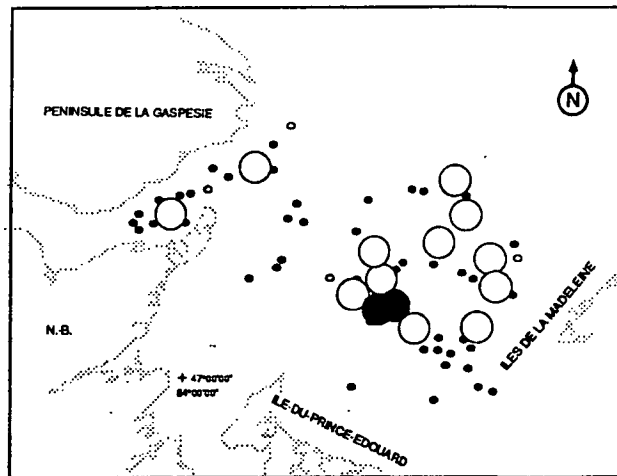 PENINSULE DE LA GASPESIE
N
N.-B.
+ 47°00'00"
64°00'00"
ILES DE LA MADELEINE
ILE-DU-PRINCE-EDOUARD